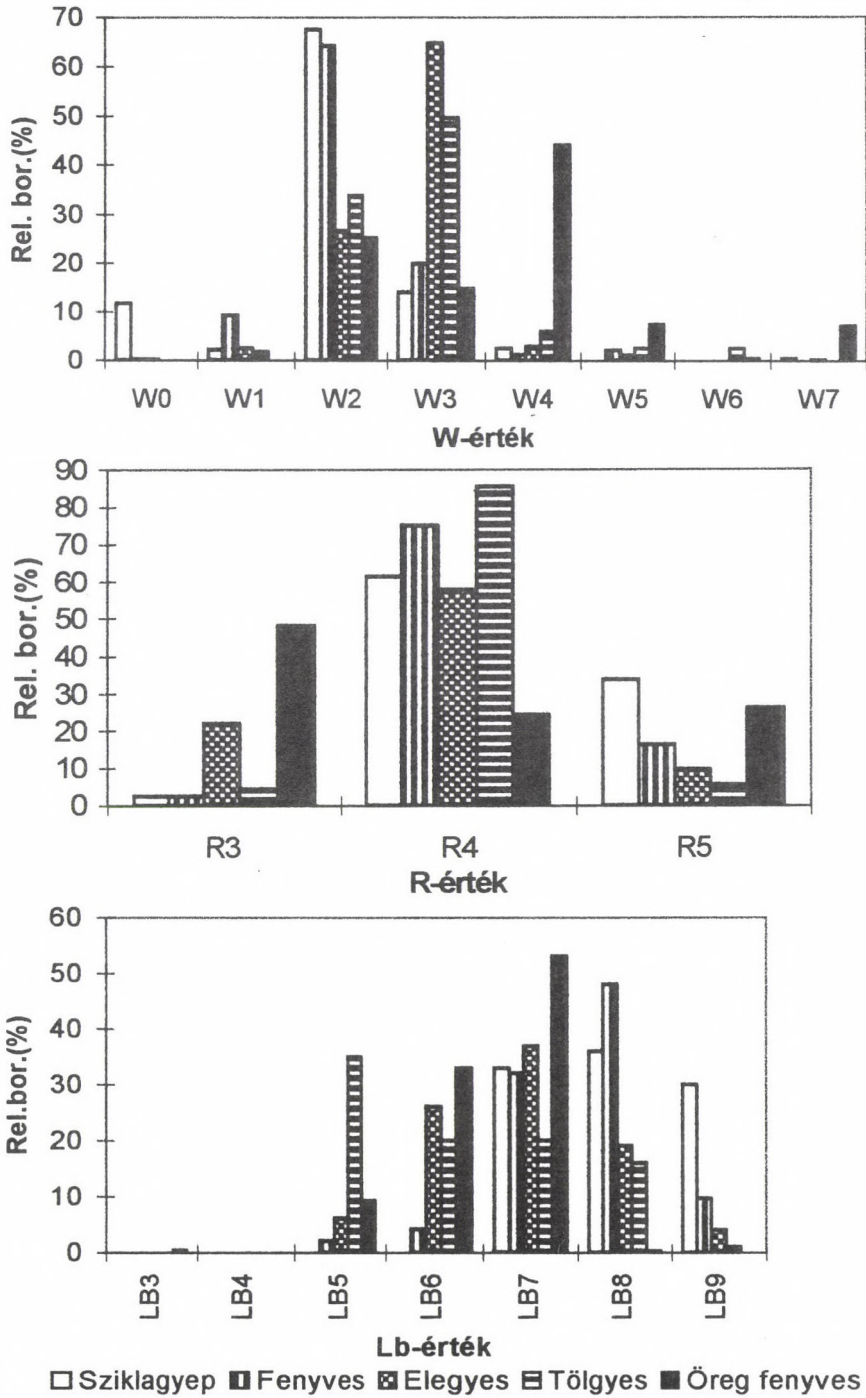 70
60
50
40
30
20
10
0
Rel. bor.(%)
W0 W1 W2 W3 W4 W5 W6 W7
W-érték
90
80
70
60
50
40
30
20
10
0
Rel. bor.(%)
R3 R4 R5
R-érték
60
50
40
30
20
10
0
Rel.bor.(%)
LB3 LB4 LB5 LB6 LB7 LB8 LB9
Lb-érték
Sziklagyep Fenyves Elegyes Tölgyes Öreg fenyves